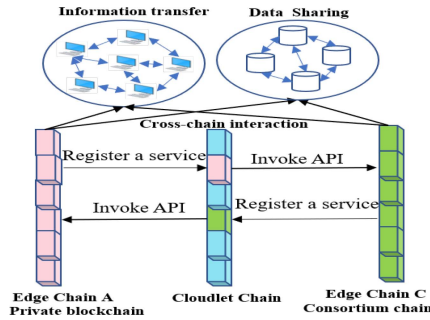 Information transfer
Data Sharing
Cross-chain interaction
Register a service
Invoke API
Invoke API
Register a service
Edge Chain A
Private blockchain
Cloudlet Chain
Edge Chain C
Consortium chain